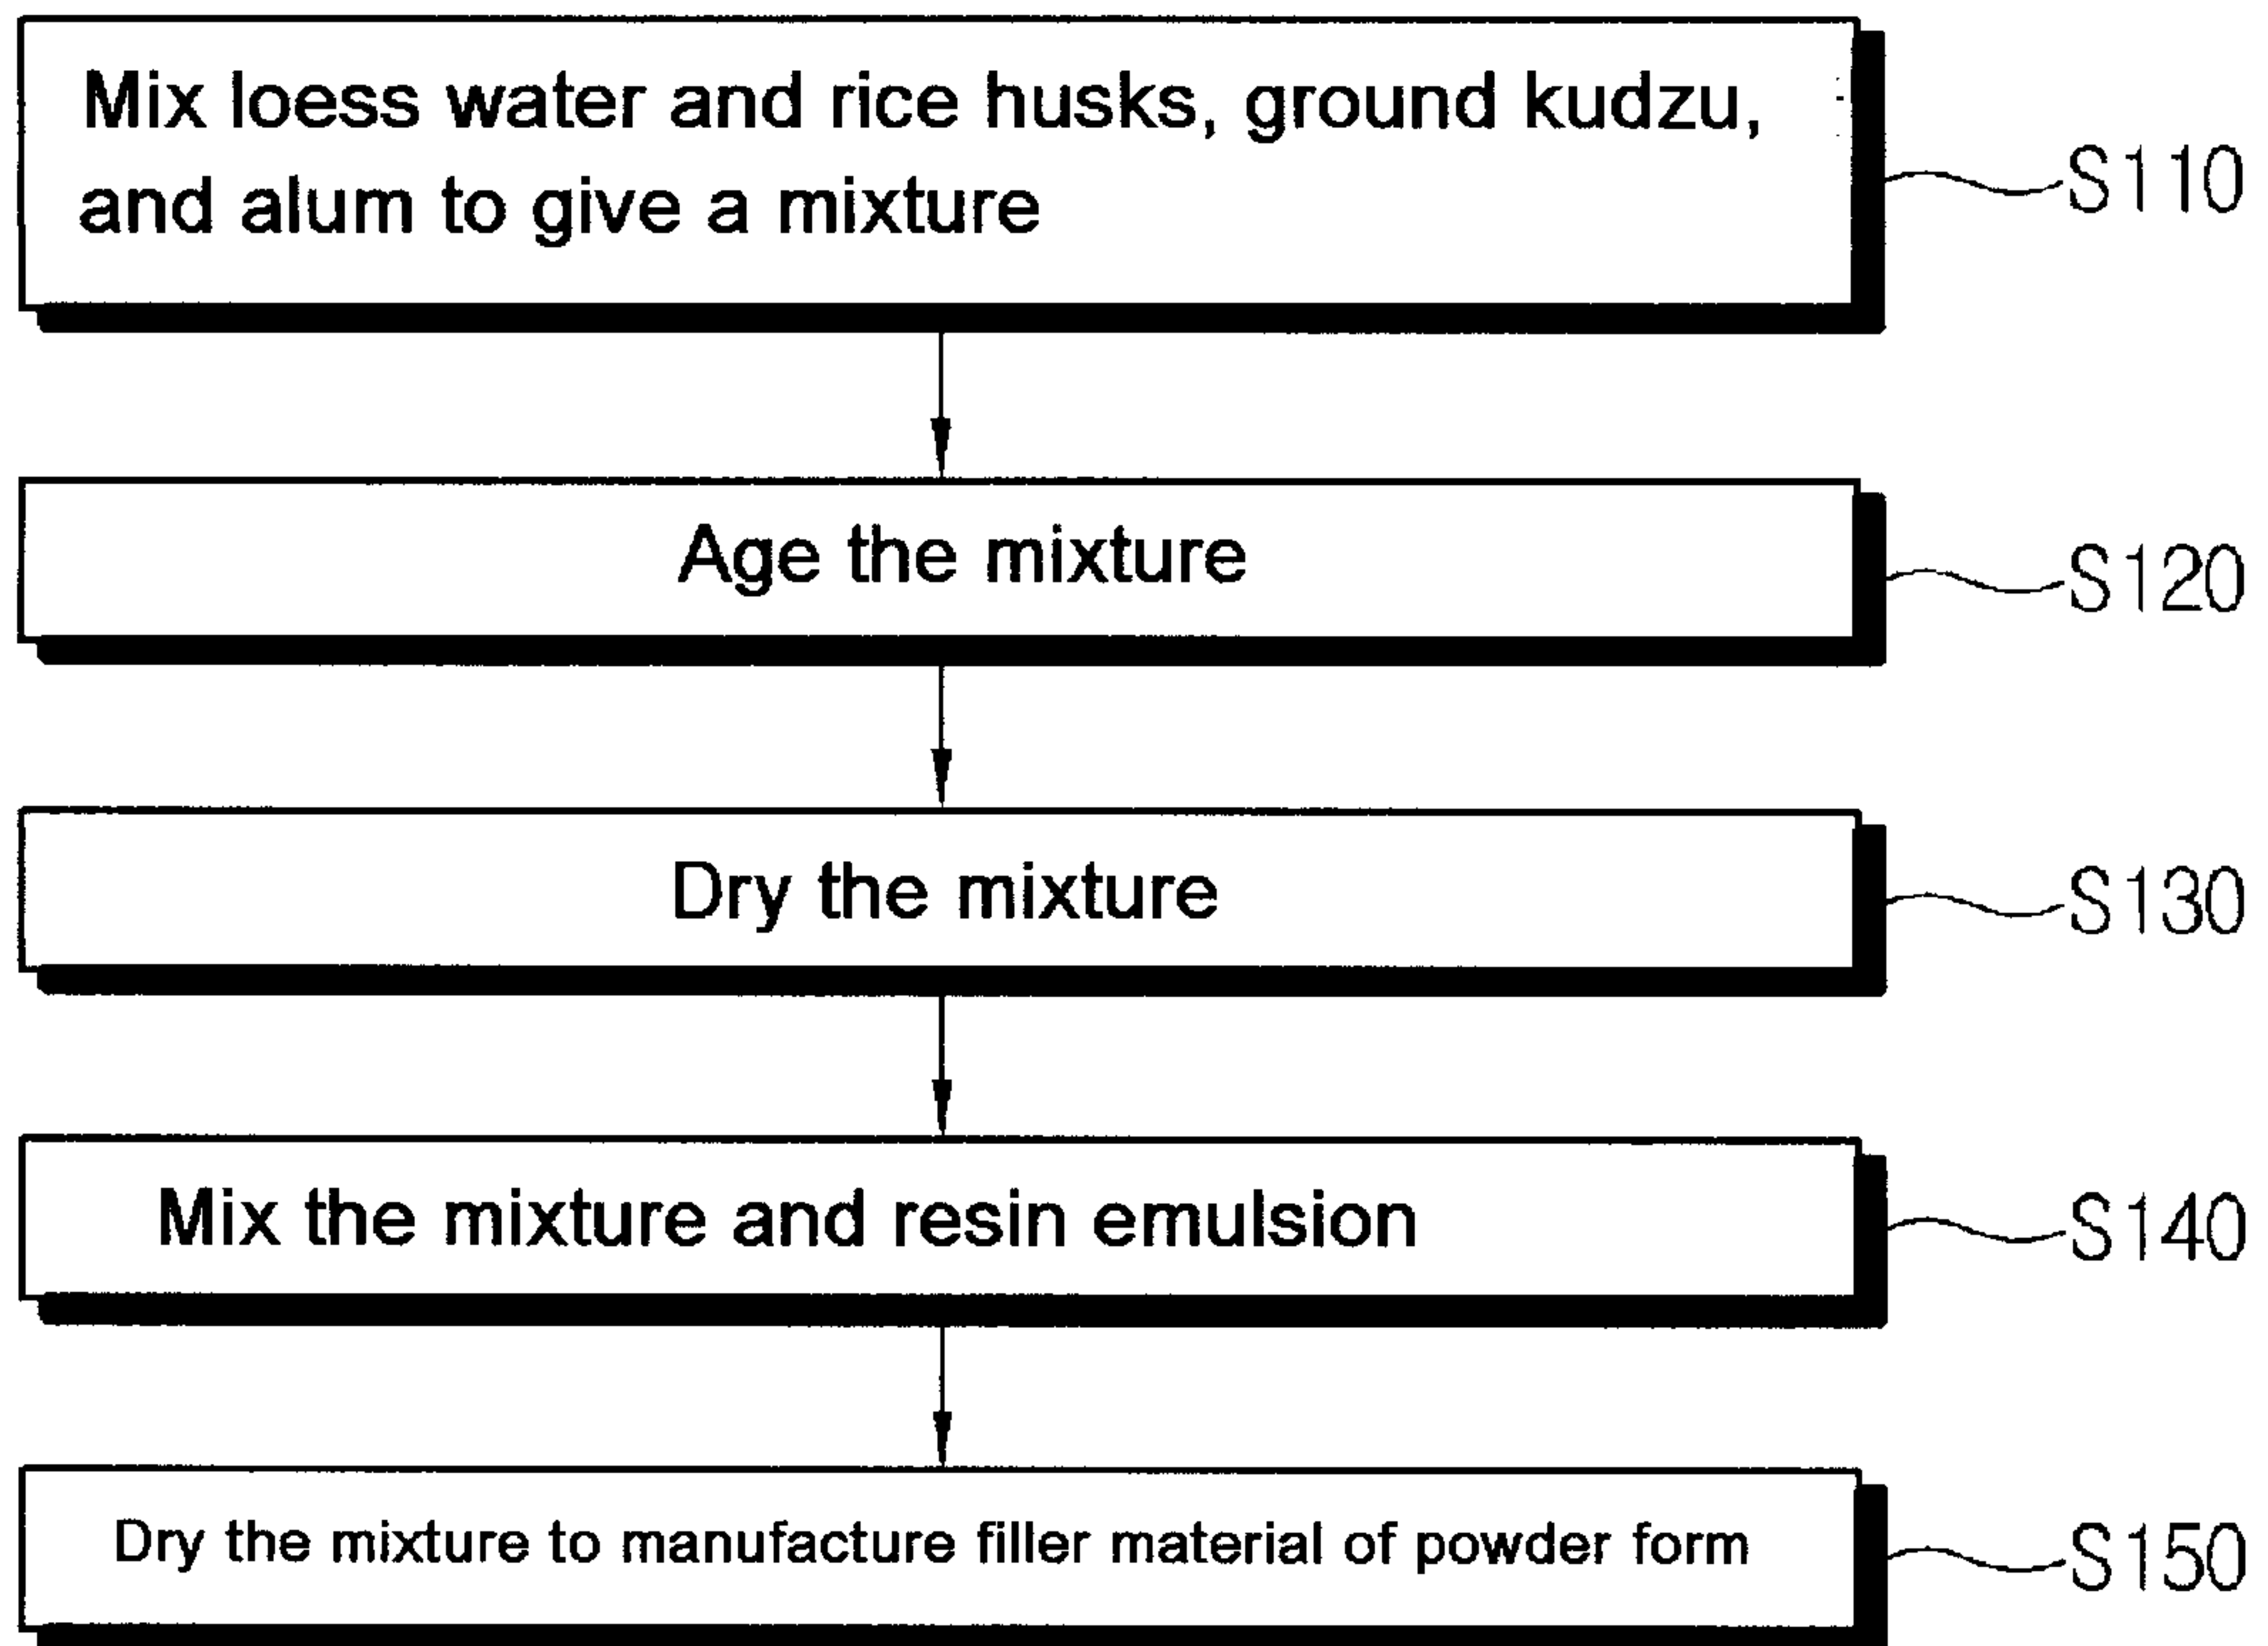 Mix loess water and rice husks, ground kudzu,
and alum to give a mixture
S110
Age the mixture
S120
Dry the mixture
S130
Mix the mixture and resin emulsion
S140
Dry the mixture to manufacture filler material of powder form
S150